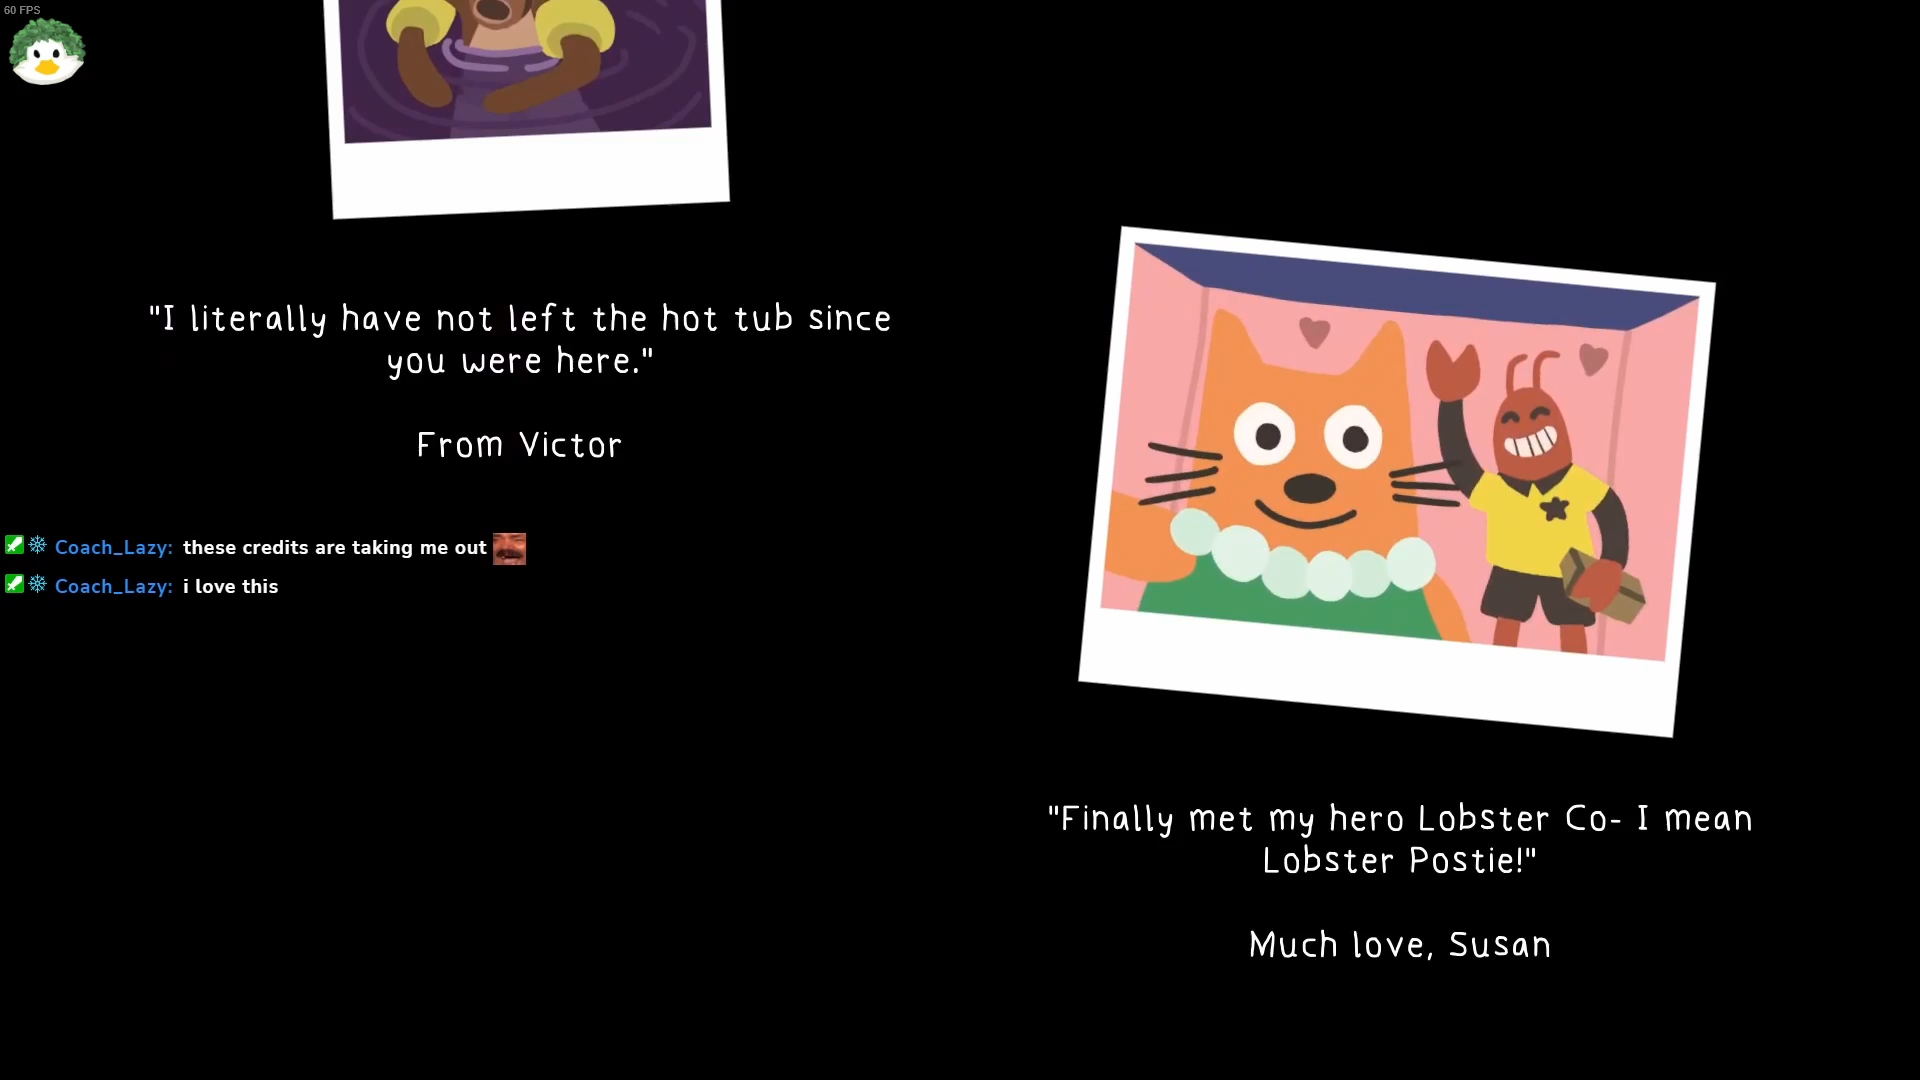 60 FPS
"I literally have not left the hot tub since
you were here."
From Victor
Coach_Lazy: these credits are taking me out
Coach_Lazy: i love this
"Finally met my hero Lobster Co- I mean
Lobster Postie!"
Much love, Susan